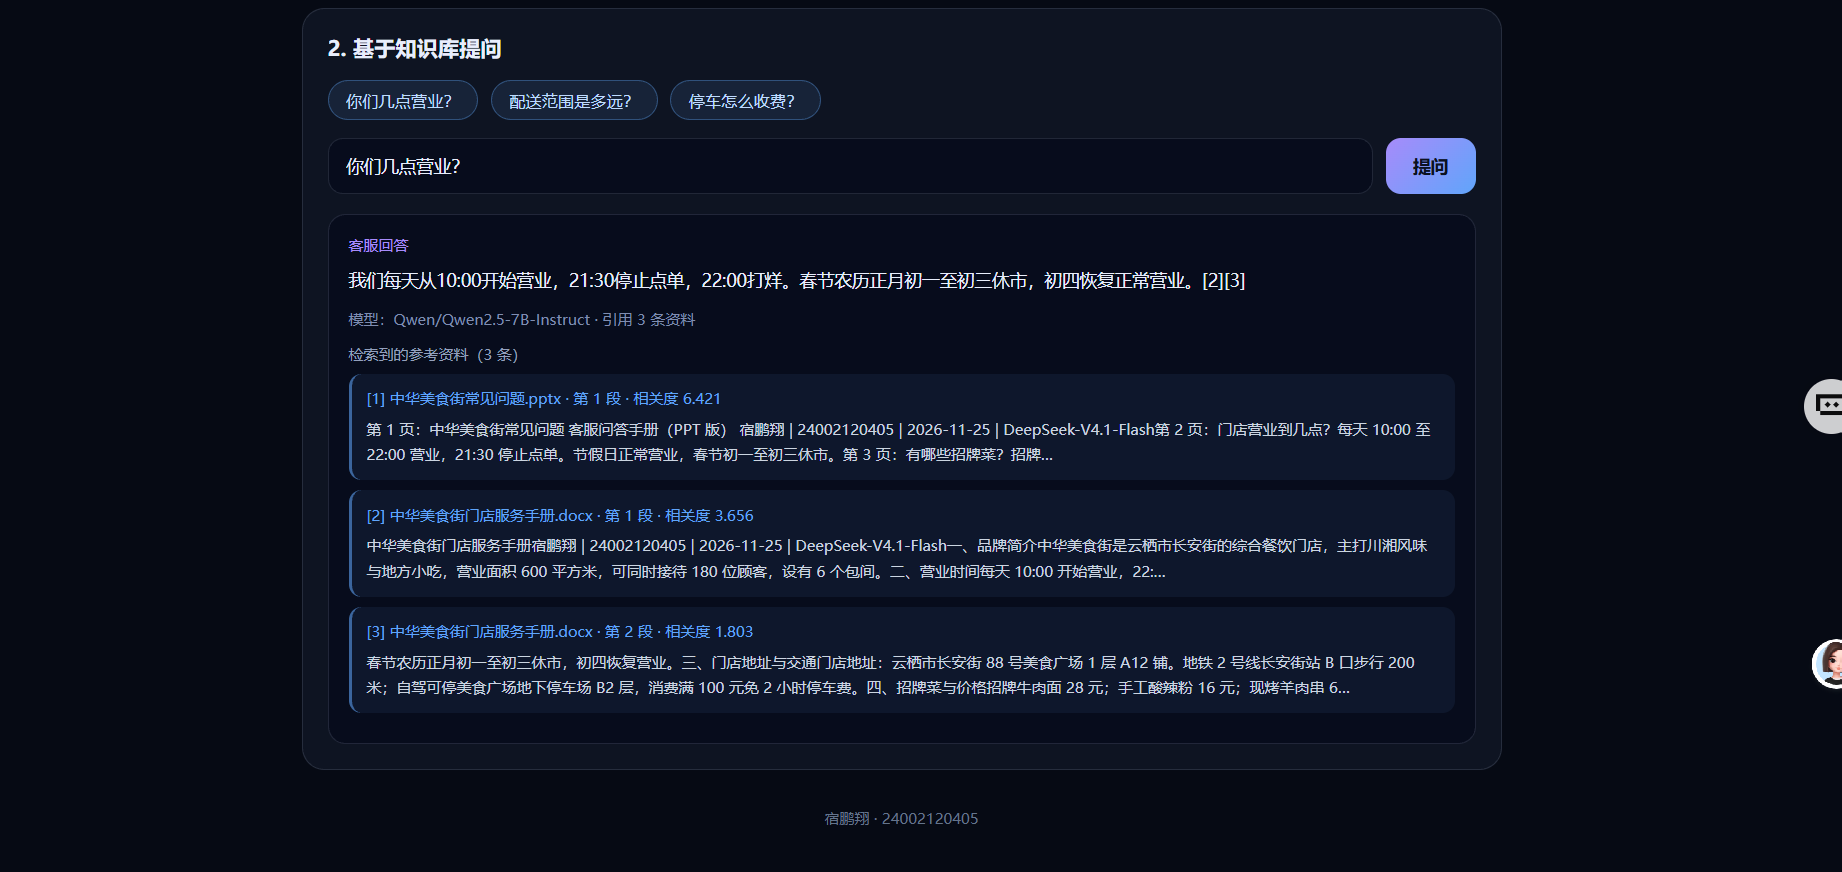 2. 基于知识库提问
你们几点营业？
配送范围是多远？
停车怎么收费？
你们几点营业？
提问
客服回答
我们每天从10:00开始营业，21:30停止点单，22:00打烊。春节农历正月初一至初三休市，初四恢复正常营业。[2][3]
模型：Qwen/Qwen2.5-7B-Instruct · 引用 3 条资料
检索到的参考资料（3 条）
[1] 中华美食街常见问题.pptx · 第 1 段 · 相关度 6.421
第 1 页：中华美食街常见问题 客服问答手册（PPT 版） 宿鹏翔 | 24002120405 | 2026-11-25 | DeepSeek-V4.1-Flash第 2 页：门店营业到几点？每天 10:00 至
22:00 营业，21:30 停止点单。节假日正常营业，春节初一至初三休市。第 3 页：有哪些招牌菜？招牌...
[2] 中华美食街门店服务手册.docx · 第 1 段 · 相关度 3.656
中华美食街门店服务手册宿鹏翔 | 24002120405 | 2026-11-25 | DeepSeek-V4.1-Flash一、品牌简介中华美食街是云栖市长安街的综合餐饮门店，主打川湘风味
与地方小吃，营业面积 600 平方米，可同时接待 180 位顾客，设有 6 个包间。二、营业时间每天 10:00 开始营业，22:...
[3] 中华美食街门店服务手册.docx · 第 2 段 · 相关度 1.803
春节农历正月初一至初三休市，初四恢复营业。三、门店地址与交通门店地址：云栖市长安街 88 号美食广场 1 层 A12 铺。地铁 2 号线长安街站 B 口步行 200
米；自驾可停美食广场地下停车场 B2 层，消费满 100 元免 2 小时停车费。四、招牌菜与价格招牌牛肉面 28 元；手工酸辣粉 16 元；现烤羊肉串 6...
宿鹏翔 · 24002120405